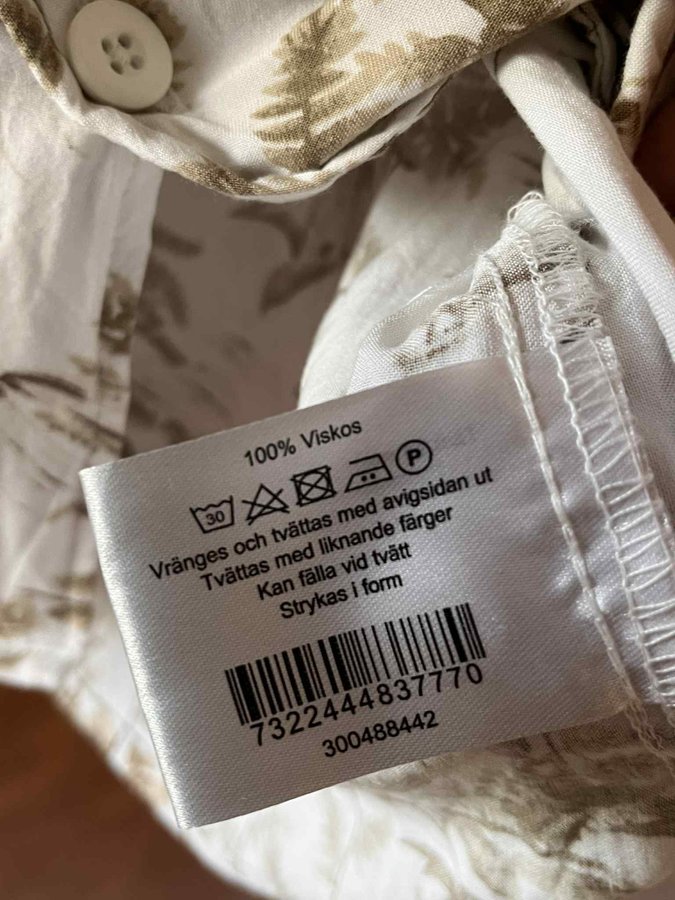 100% Viskos
30 P
Vränges och tvättas med avigsidan ut
Tvättas med liknande färger
Kan fälla vid tvätt
Strykas i form
7322444837770
300488442